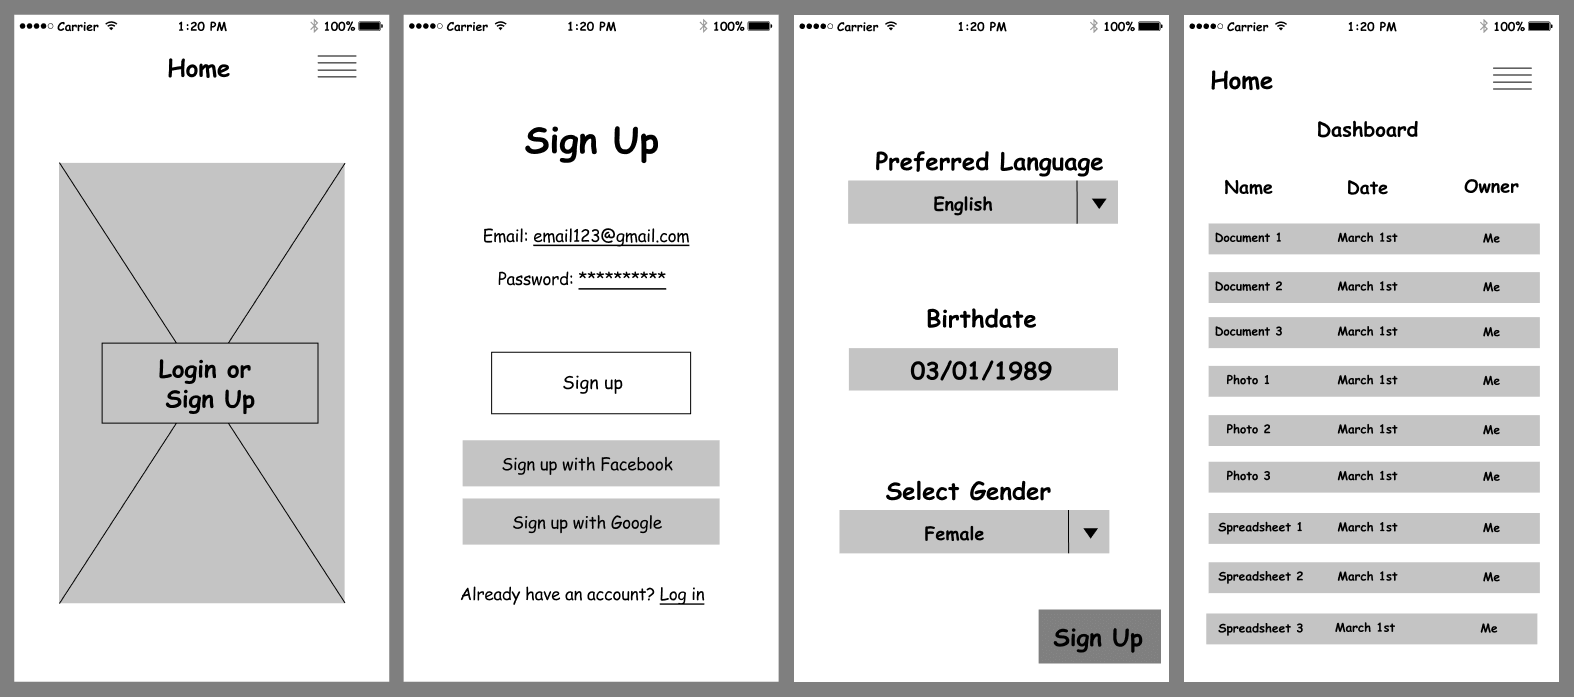 Carrier 1:20 PM 100%
Home
Login or
Sign Up
Carrier 1:20 PM 100%
Sign Up
Email: email123@gmail.com
Password: **********
Sign up
Sign up with Facebook
Sign up with Google
Already have an account? Log in
Carrier 1:20 PM 100%
Preferred Language
English
Birthdate
03/01/1989
Select Gender
Female
Sign Up
Carrier 1:20 PM 100%
Home
Dashboard
Name Date Owner
Document 1 March 1st Me
Document 2 March 1st Me
Document 3 March 1st Me
Photo 1 March 1st Me
Photo 2 March 1st Me
Photo 3 March 1st Me
Spreadsheet 1 March 1st Me
Spreadsheet 2 March 1st Me
Spreadsheet 3 March 1st Me